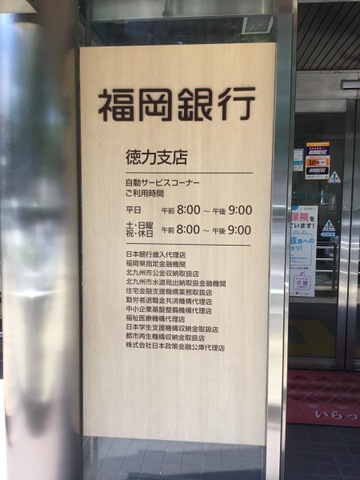 福岡銀行
徳力支店
自動サービスコーナー
ご利用時間
平日 午前 8:00 ～ 午後 9:00
土・日曜
祝・休日 午前 8:00 ～ 午後 9:00
日本銀行歳入代理店
福岡県指定金融機関
北九州市公金収納取扱店
北九州市水道局出納取扱金融機関
住宅金融支援機構業務取扱店
勤労者退職金共済機構代理店
中小企業基盤整備機構代理店
福祉医療機構代理店
日本学生支援機構収納金取扱店
都市再生機構収納金取扱店
株式会社日本政策金融公庫代理店
NUMBERS
LOTO
NUMBERS
保険を
いらっ